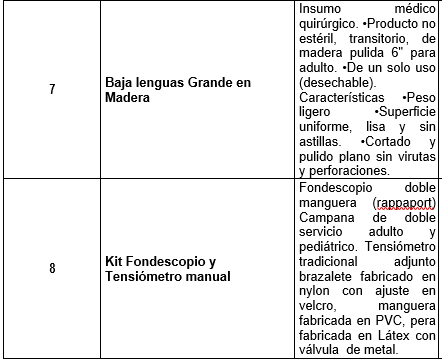 7
Baja lenguas Grande en
Madera
Insumo médico
quirúrgico. •Producto no
estéril, transitorio, de
madera pulida 6" para
adulto. •De un solo uso
(desechable).
Características •Peso
ligero •Superficie
uniforme, lisa y sin
astillas. •Cortado y
pulido plano sin virutas
y perforaciones.
8
Kit Fondescopio y
Tensiómetro manual
Fondescopio doble
manguera (rappaport)
Campana de doble
servicio adulto y
pediátrico. Tensiómetro
tradicional adjunto
brazalete fabricado en
nylon con ajuste en
velcro, manguera
fabricada en PVC, pera
fabricada en Látex con
válvula de metal.